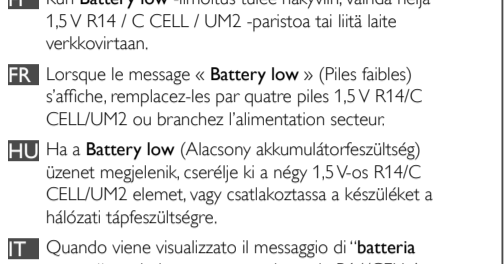 Kun Battery low -ilmoitus tulee näkyviin, vaihda neljä
1,5 V R14 / C CELL / UM2 -paristoa tai liitä laite
verkkovirtaan.
FR Lorsque le message « Battery low » (Piles faibles)
s’affiche, remplacez-les par quatre piles 1,5 V R14/C
CELL/UM2 ou branchez l’alimentation secteur.
HU Ha a Battery low (Alacsony akkumulátorfeszültség)
üzenet megjelenik, cserélje ki a négy 1,5 V-os R14/C
CELL/UM2 elemet, vagy csatlakoztassa a készüléket a
hálózati tápfeszültségre.
IT Quando viene visualizzato il messaggio di “batteria